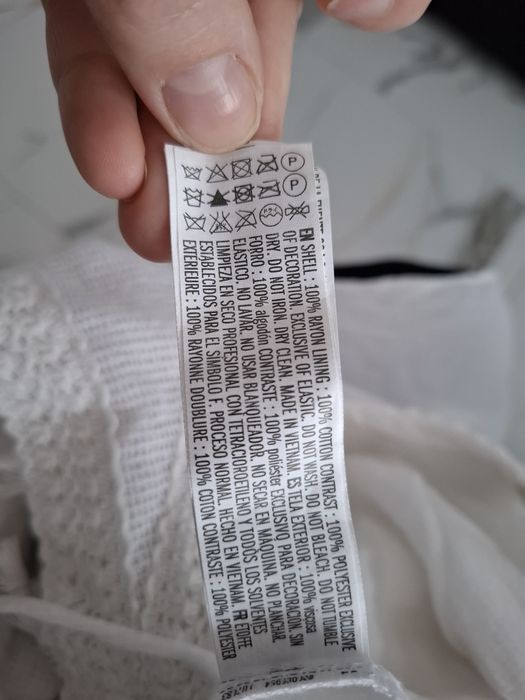 P
P
EN SHELL : 100% RAYON LINING : 100% COTTON CONTRAST : 100% POLYESTER EXCLUSIVE
OF DECORATION, EXCLUSIVE OF ELASTIC. DO NOT WASH. DO NOT BLEACH. DO NOT TUMBLE
DRY. DO NOT IRON. DRY CLEAN. MADE IN VIETNAM. ES TELA EXTERIOR : 100% viscosa
FORRO : 100% algodón CONTRASTE : 100% poliéster EXCLUSIVO PARA DECORACIÓN, SIN
ELÁSTICO. NO LAVAR. NO USAR BLANQUEADOR. NO SECAR EN MAQUINA. NO PLANCHAR.
LIMPIEZA EN SECO PROFESIONAL CON TETRACLOROETILENO Y TODOS LOS SOLVENTES
ESTABLECIDOS PARA EL SIMBOLO F. PROCESO NORMAL. HECHO EN VIETNAM. FR ETOFFE
EXTERIEURE : 100% RAYONNE DOUBLURE : 100% COTON CONTRASTE : 100% POLYESTER